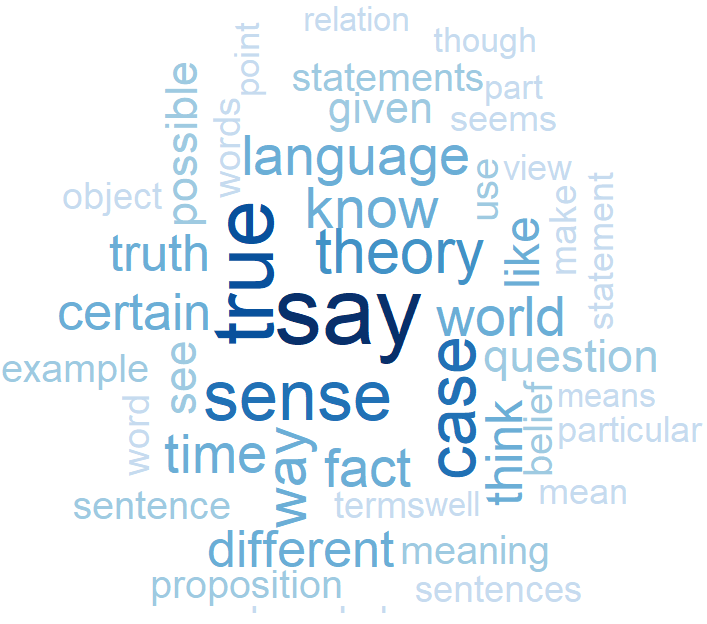 relation
though
point
statements
possible
part
given
words
seems
language
use
view
object
know
make
statement
truth
true
theory
like
certain
say
world
see
case
question
example
sense
belief
means
word
think
particular
time
way
fact
sentence
terms
well
mean
different
meaning
proposition
sentences